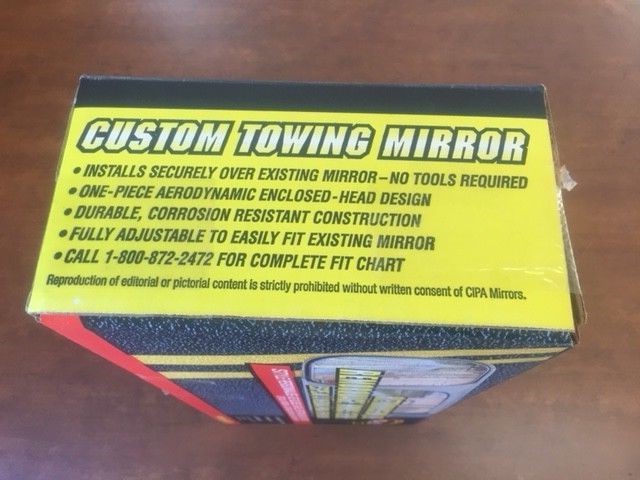 CUSTOM TOWING MIRROR
• INSTALLS SECURELY OVER EXISTING MIRROR – NO TOOLS REQUIRED
• ONE-PIECE AERODYNAMIC ENCLOSED-HEAD DESIGN
• DURABLE, CORROSION RESISTANT CONSTRUCTION
• FULLY ADJUSTABLE TO EASILY FIT EXISTING MIRROR
• CALL 1-800-872-2472 FOR COMPLETE FIT CHART
Reproduction of editorial or pictorial content is strictly prohibited without written consent of CIPA Mirrors.